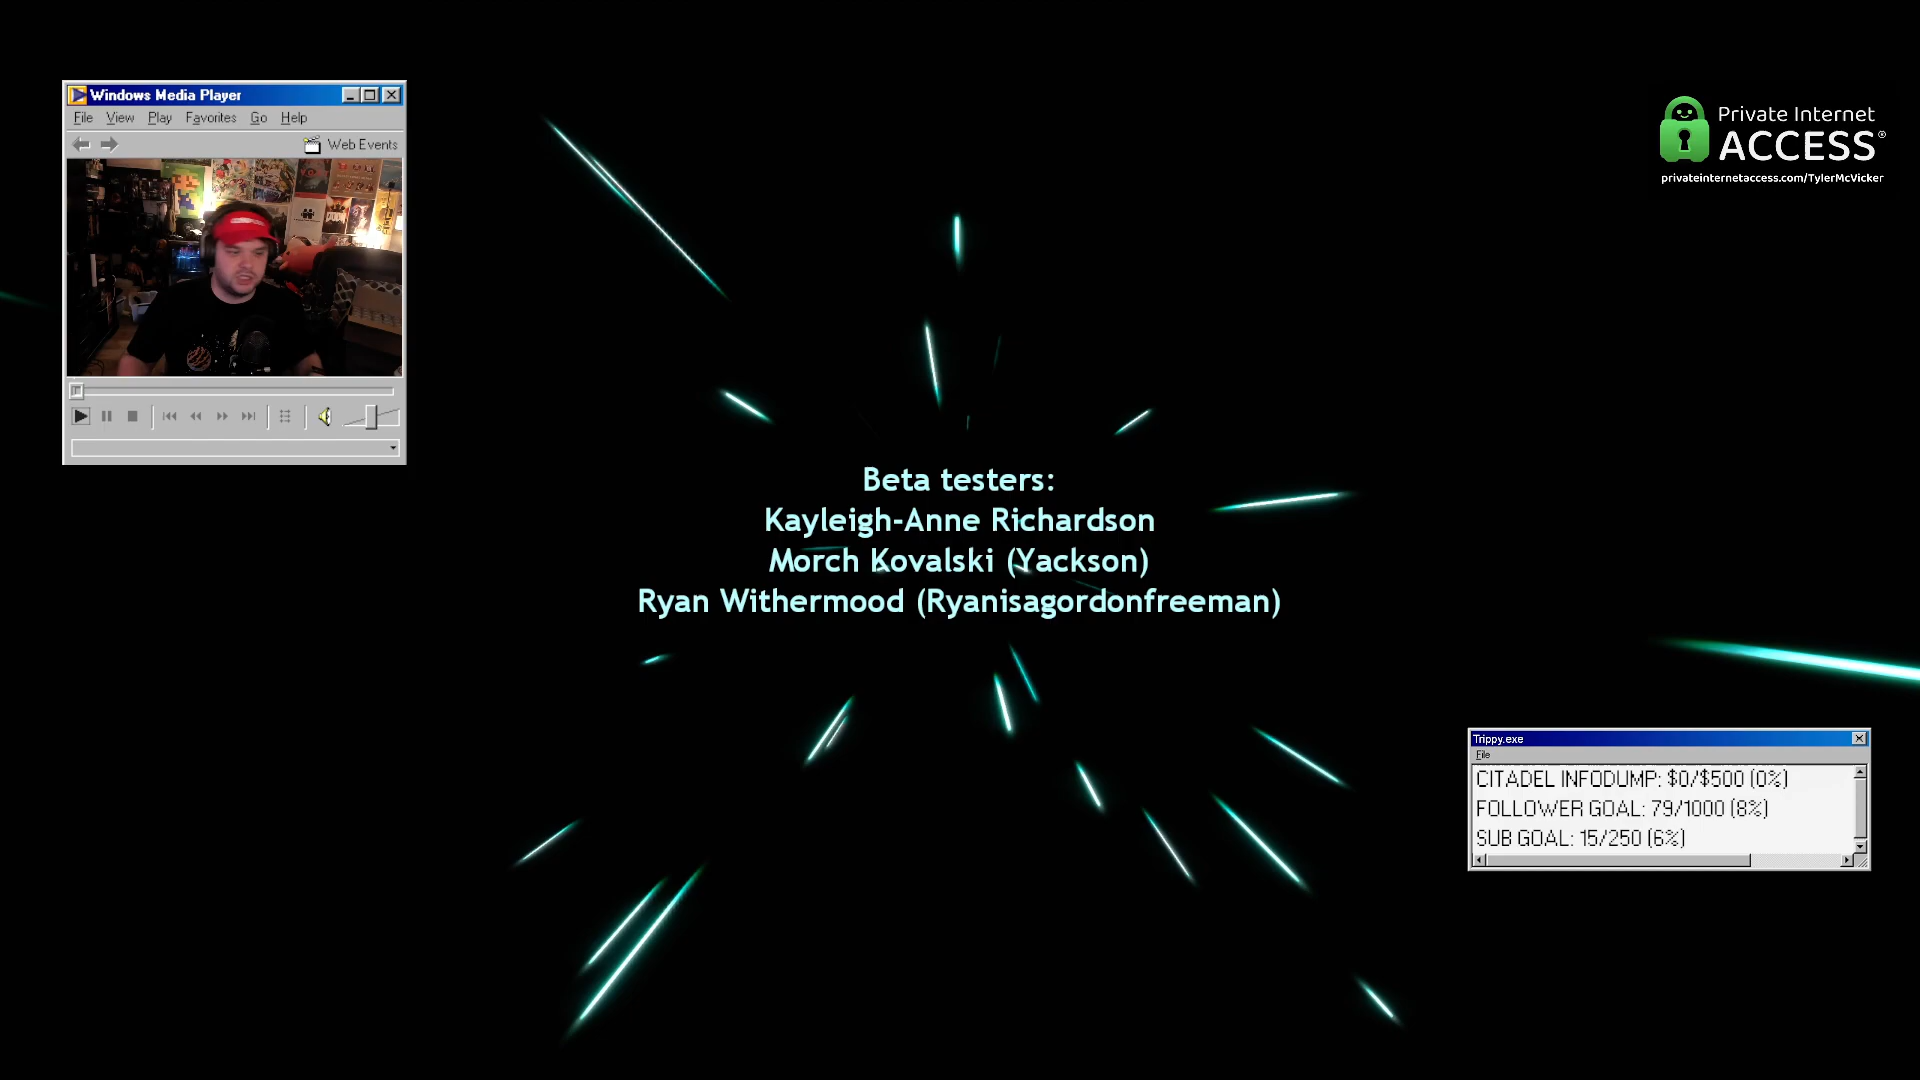 Windows Media Player
File View Play Favorites Go Help
Web Events
Private Internet
ACCESS®
privateinternetaccess.com/TylerMcVicker
Beta testers:
Kayleigh-Anne Richardson
Morch Kovalski (Yackson)
Ryan Withermood (Ryanisagordonfreeman)
Trippy.exe
File
CITADEL INFODUMP: $0/$500 (0%)
FOLLOWER GOAL: 79/1000 (8%)
SUB GOAL: 15/250 (6%)